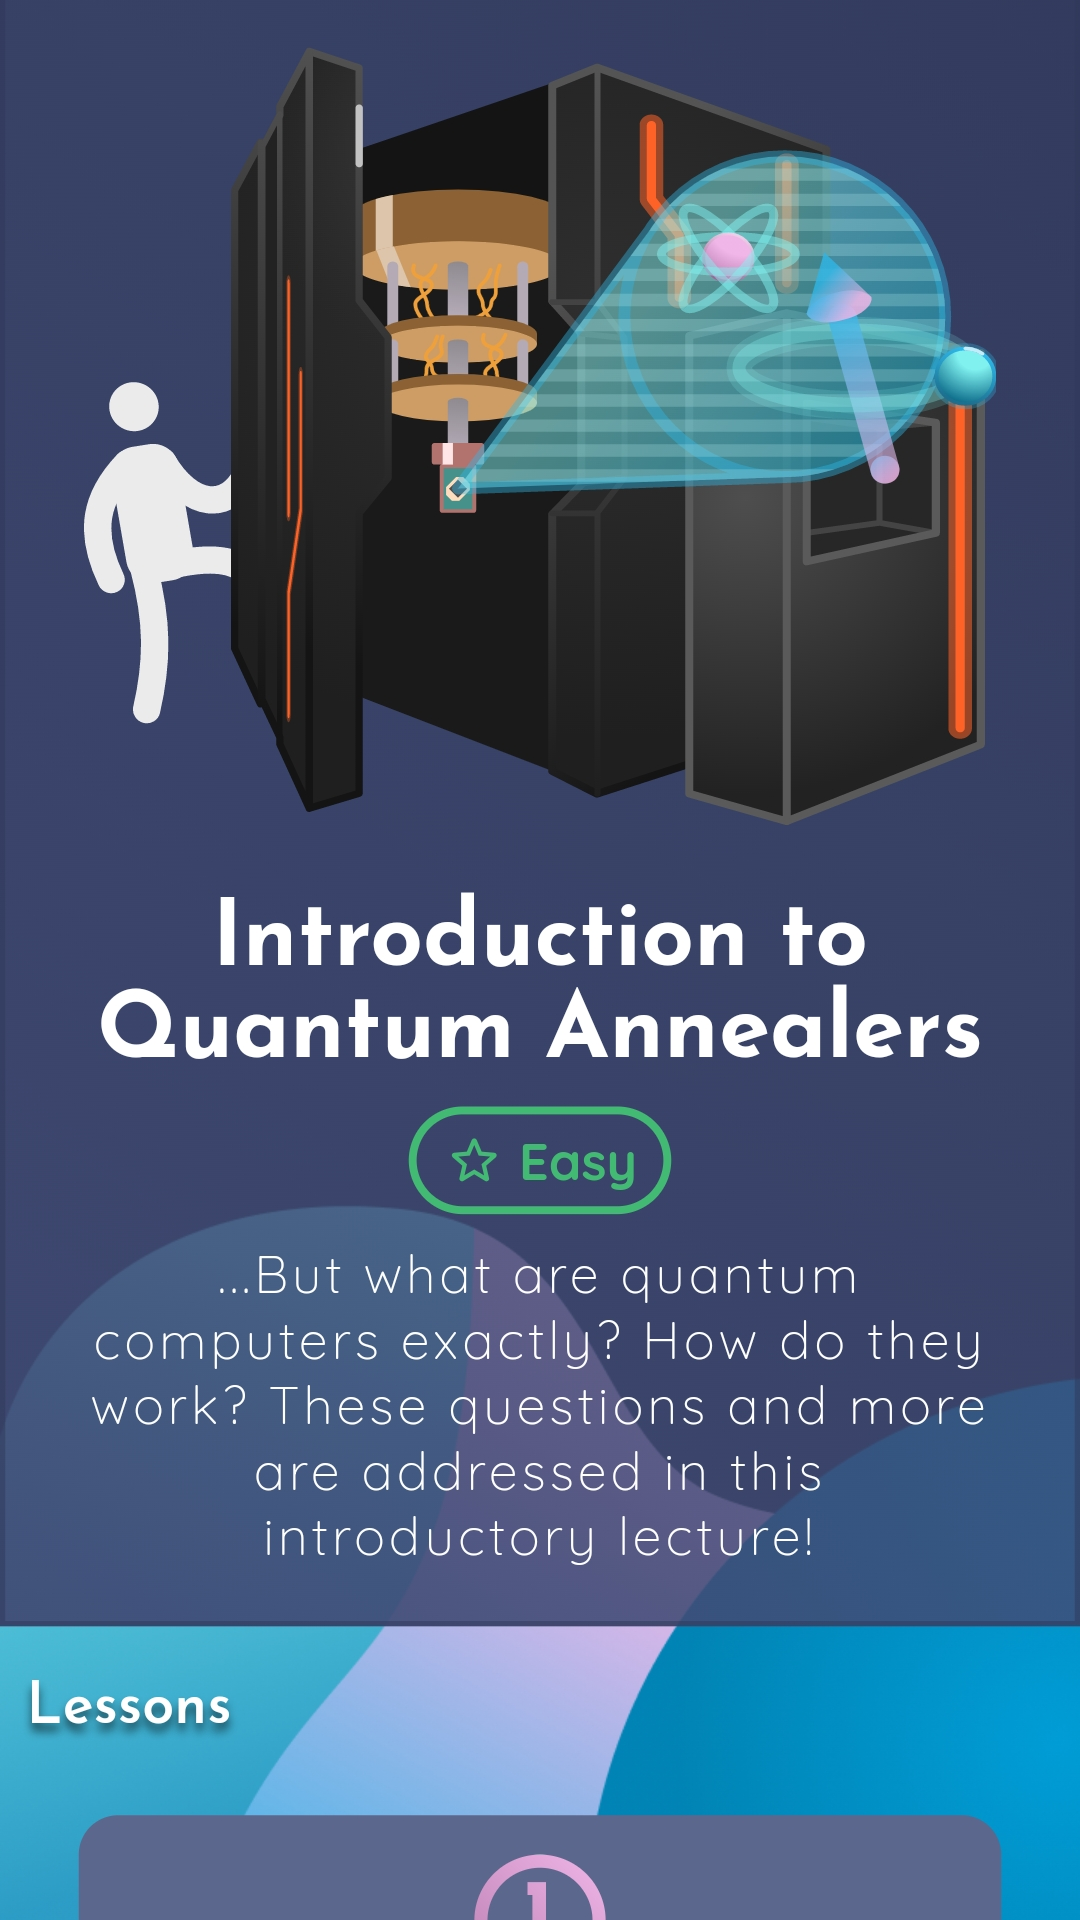 Introduction to
Quantum Annealers
Easy
...But what are quantum
computers exactly? How do they
work? These questions and more
are addressed in this
introductory lecture!
Lessons
1